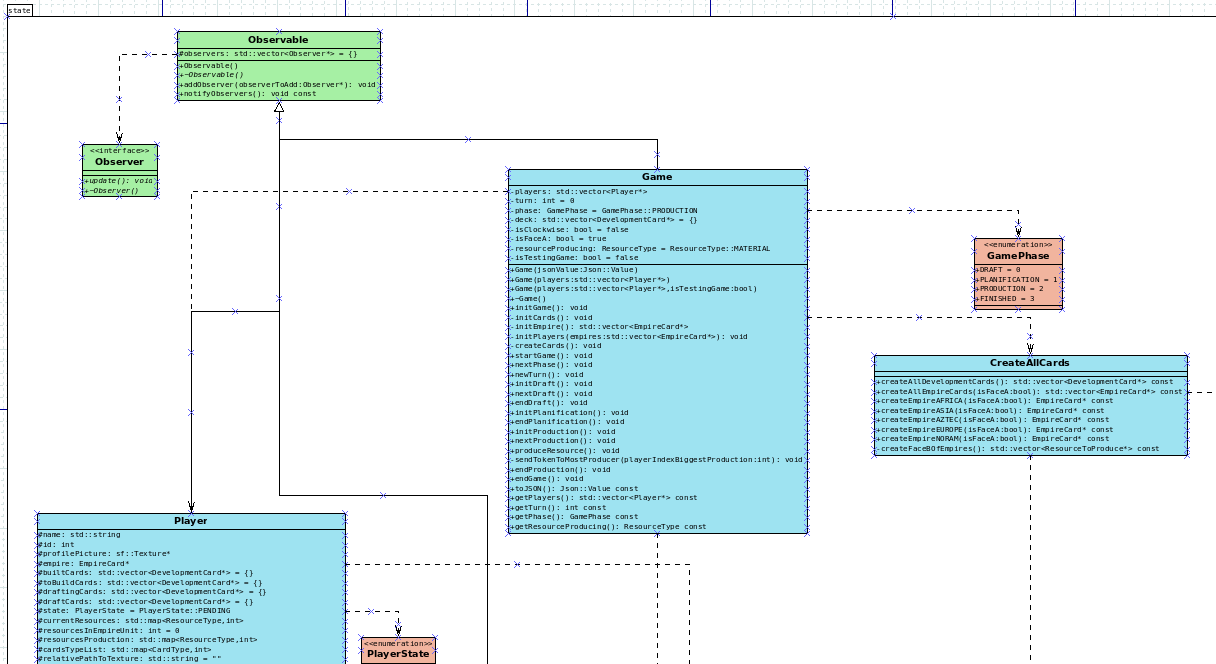 state
Observable
#observers: std::vector<Observer*> = {}
+Observable()
+~Observable()
+addObserver(observerToAdd:Observer*): void
+notifyObservers(): void const
<<interface>>
Observer
+update(): void
+~Observer()
Game
-players: std::vector<Player*>
-turn: int = 0
-phase: GamePhase = GamePhase::PRODUCTION
-deck: std::vector<DevelopmentCard*> = {}
-isClockwise: bool = false
-isFaceA: bool = true
-resourceProducing: ResourceType = ResourceType::MATERIAL
-isTestingGame: bool = false
+Game(jsonValue:Json::Value)
+Game(players:std::vector<Player*>)
+Game(players:std::vector<Player*>,isTestingGame:bool)
+~Game()
+initGame(): void
-initCards(): void
-initEmpire(): std::vector<EmpireCard*>
-initPlayers(empires:std::vector<EmpireCard*>): void
-createCards(): void
+startGame(): void
+nextPhase(): void
+newTurn(): void
+initDraft(): void
+nextDraft(): void
+endDraft(): void
+initPlanification(): void
+endPlanification(): void
+initProduction(): void
+nextProduction(): void
+produceResource(): void
-sendTokenToMostProducer(playerIndexBiggestProduction:int): void
+endProduction(): void
+endGame(): void
+toJSON(): Json::Value const
+getPlayers(): std::vector<Player*> const
+getTurn(): int const
+getPhase(): GamePhase const
+getResourceProducing(): ResourceType const
<<enumeration>>
GamePhase
+DRAFT = 0
+PLANIFICATION = 1
+PRODUCTION = 2
+FINISHED = 3
CreateAllCards
+createAllDevelopmentCards(): std::vector<DevelopmentCard*> const
+createAllEmpireCards(isFaceA:bool): std::vector<EmpireCard*> const
+createEmpireAFRICA(isFaceA:bool): EmpireCard* const
+createEmpireASIA(isFaceA:bool): EmpireCard* const
+createEmpireAZTEC(isFaceA:bool): EmpireCard* const
+createEmpireEUROPE(isFaceA:bool): EmpireCard* const
+createEmpireNORAM(isFaceA:bool): EmpireCard* const
-createFaceBOfEmpires(): std::vector<ResourceToProduce*> const
Player
#name: std::string
#id: int
#profilePicture: sf::Texture*
#empire: EmpireCard*
#builtCards: std::vector<DevelopmentCard*> = {}
#toBuildCards: std::vector<DevelopmentCard*> = {}
#draftingCards: std::vector<DevelopmentCard*> = {}
#draftCards: std::vector<DevelopmentCard*> = {}
#state: PlayerState = PlayerState::PENDING
#currentResources: std::map<ResourceType,int>
#resourcesInEmpireUnit: int = 0
#resourcesProduction: std::map<ResourceType,int>
#cardsTypeList: std::map<CardType,int>
#relativePathToTexture: std::string = ""
<<enumeration>>
PlayerState